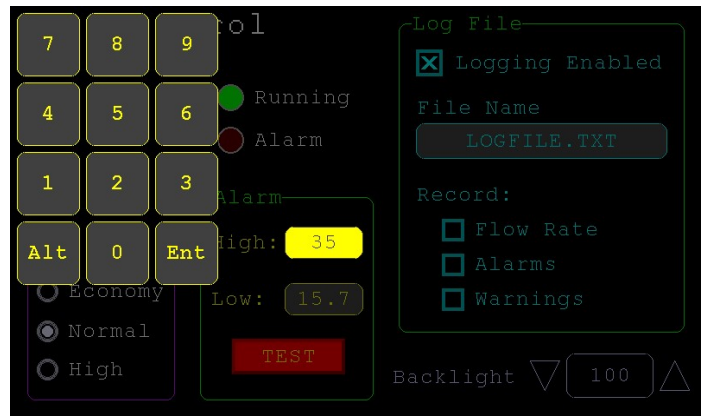 7 8 9
4 5 6
1 2 3
Alt 0 Ent
rol
Running
Alarm
Alarm
High: 35
Low: 15.7
TEST
Economy
Normal
High
Log File
Logging Enabled
File Name
LOGFILE.TXT
Record:
Flow Rate
Alarms
Warnings
Backlight 100